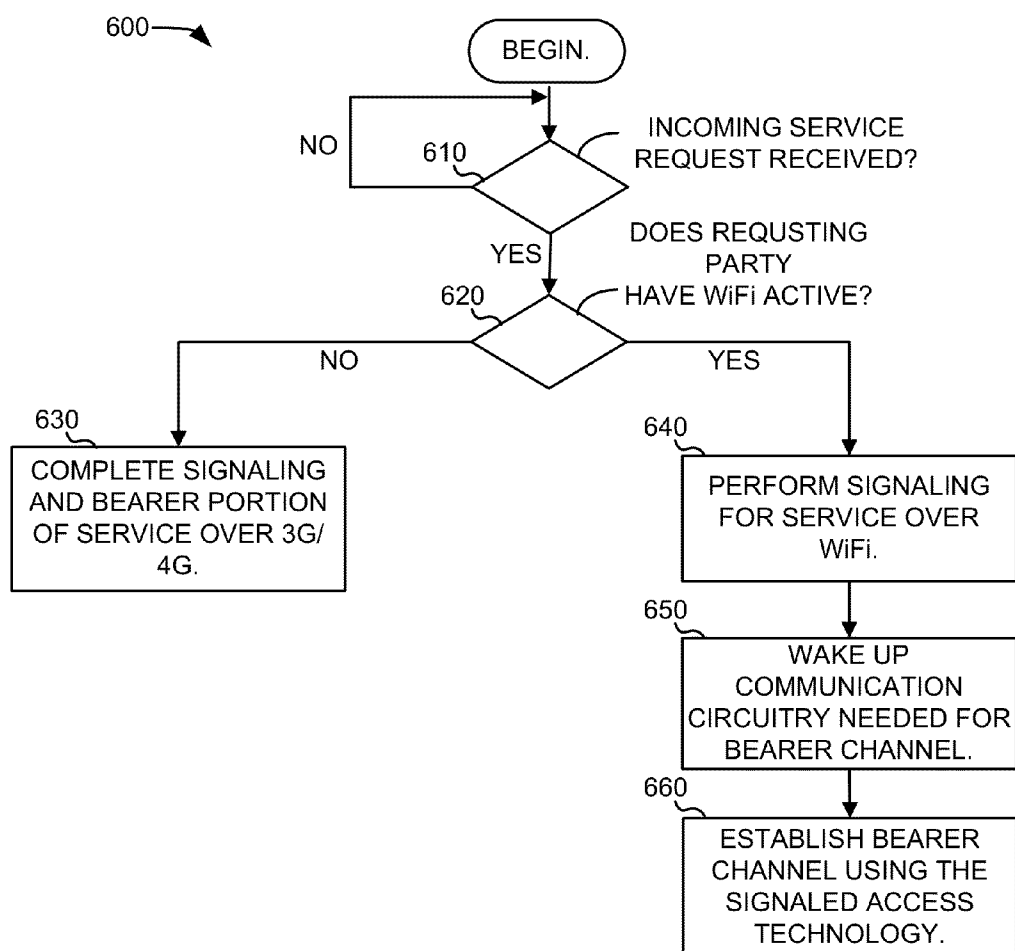 600
BEGIN.
NO
610
INCOMING SERVICE
REQUEST RECEIVED?
YES
DOES REQUSTING
PARTY
HAVE WiFi ACTIVE?
620
NO
YES
630
COMPLETE SIGNALING
AND BEARER PORTION
OF SERVICE OVER 3G/
4G.
640
PERFORM SIGNALING
FOR SERVICE OVER
WiFi.
650
WAKE UP
COMMUNICATION
CIRCUITRY NEEDED FOR
BEARER CHANNEL.
660
ESTABLISH BEARER
CHANNEL USING THE
SIGNALED ACCESS
TECHNOLOGY.